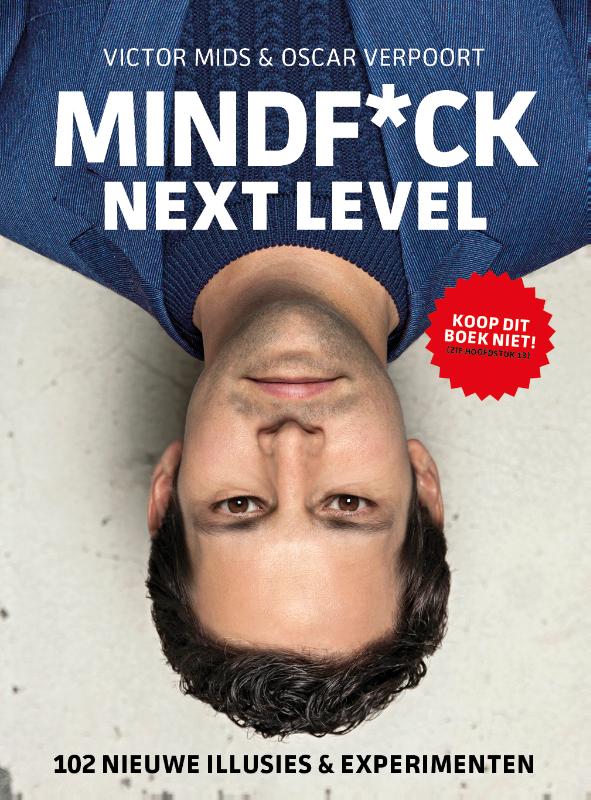 VICTOR MIDS & OSCAR VERPOORT
MINDF*CK
NEXT LEVEL
KOOP DIT
BOEK NIET!
(ZIE HOOFDSTUK 13)
102 NIEUWE ILLUSIES & EXPERIMENTEN